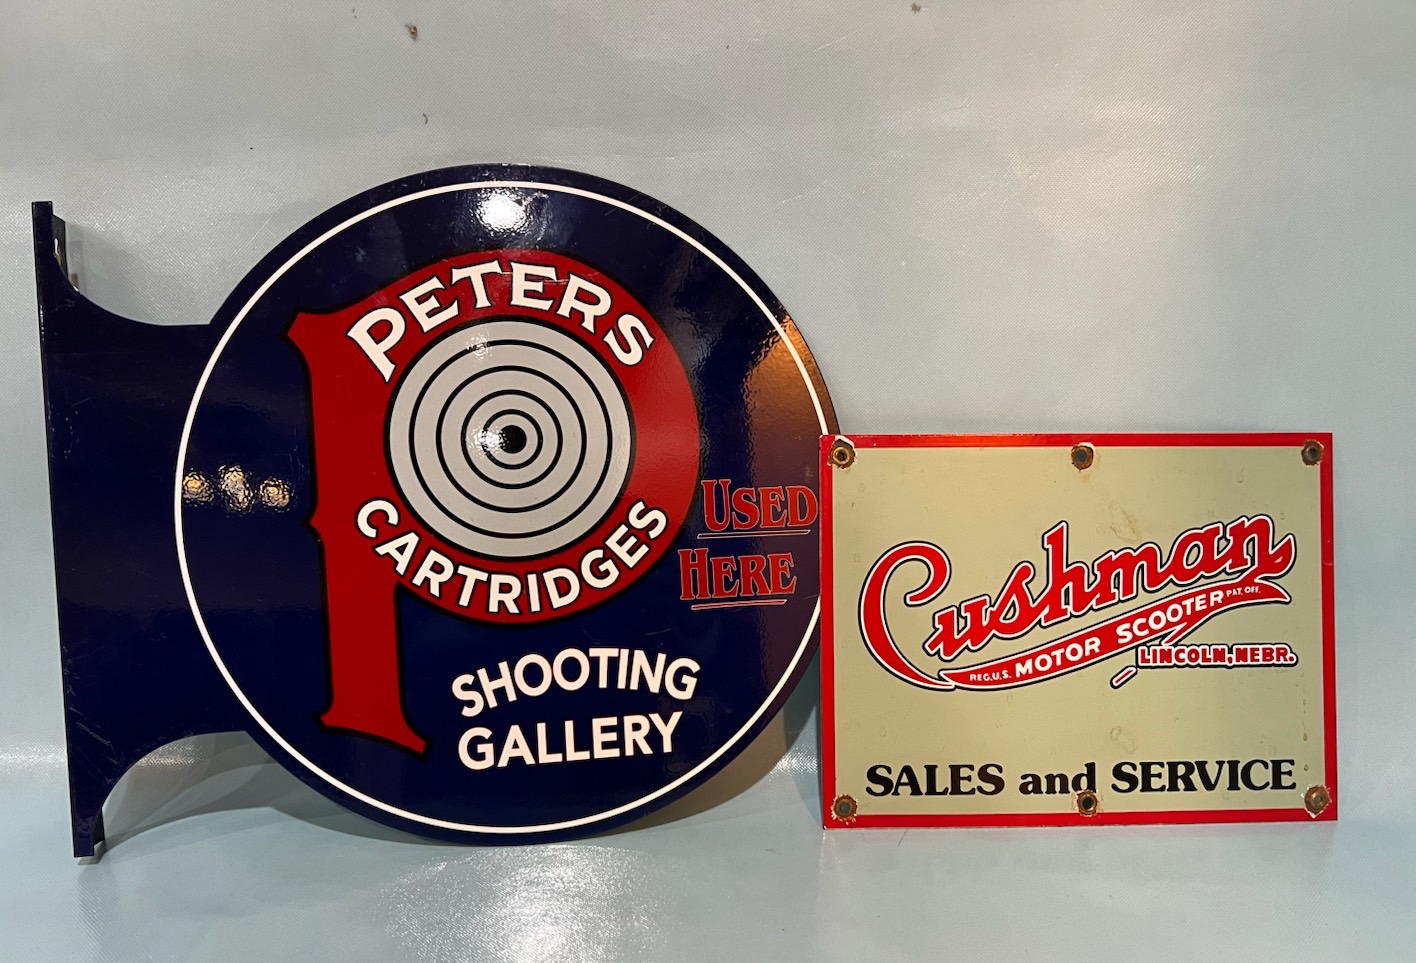 PETERS
CARTRIDGES
USED
HERE
SHOOTING
GALLERY
Cushman
REG.U.S. MOTOR SCOOTER PAT. OFF.
LINCOLN, NEBR.
SALES and SERVICE